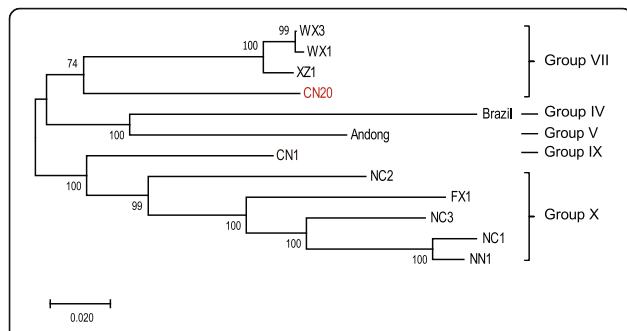 99 WX3
100 WX1
74 XZ1
CN20
Group VII
Brazil Group IV
100 Andong Group V
CN1 Group IX
100 NC2
99 FX1
100 NC3
Group X
100 NC1
100 NN1
0.020